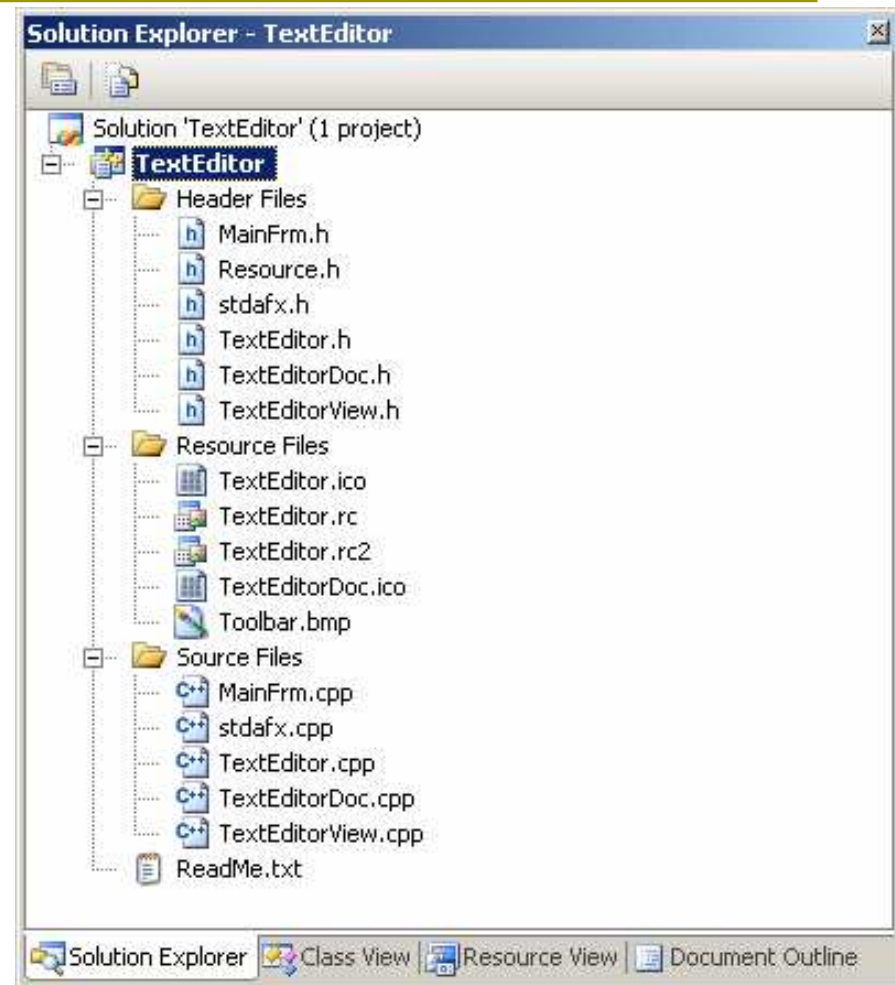 Solution Explorer - TextEditor
Solution 'TextEditor' (1 project)
TextEditor
Header Files
MainFrm.h
Resource.h
stdafx.h
TextEditor.h
TextEditorDoc.h
TextEditorView.h
Resource Files
TextEditor.ico
TextEditor.rc
TextEditor.rc2
TextEditorDoc.ico
Toolbar.bmp
Source Files
MainFrm.cpp
stdafx.cpp
TextEditor.cpp
TextEditorDoc.cpp
TextEditorView.cpp
ReadMe.txt
Solution Explorer Class View Resource View Document Outline